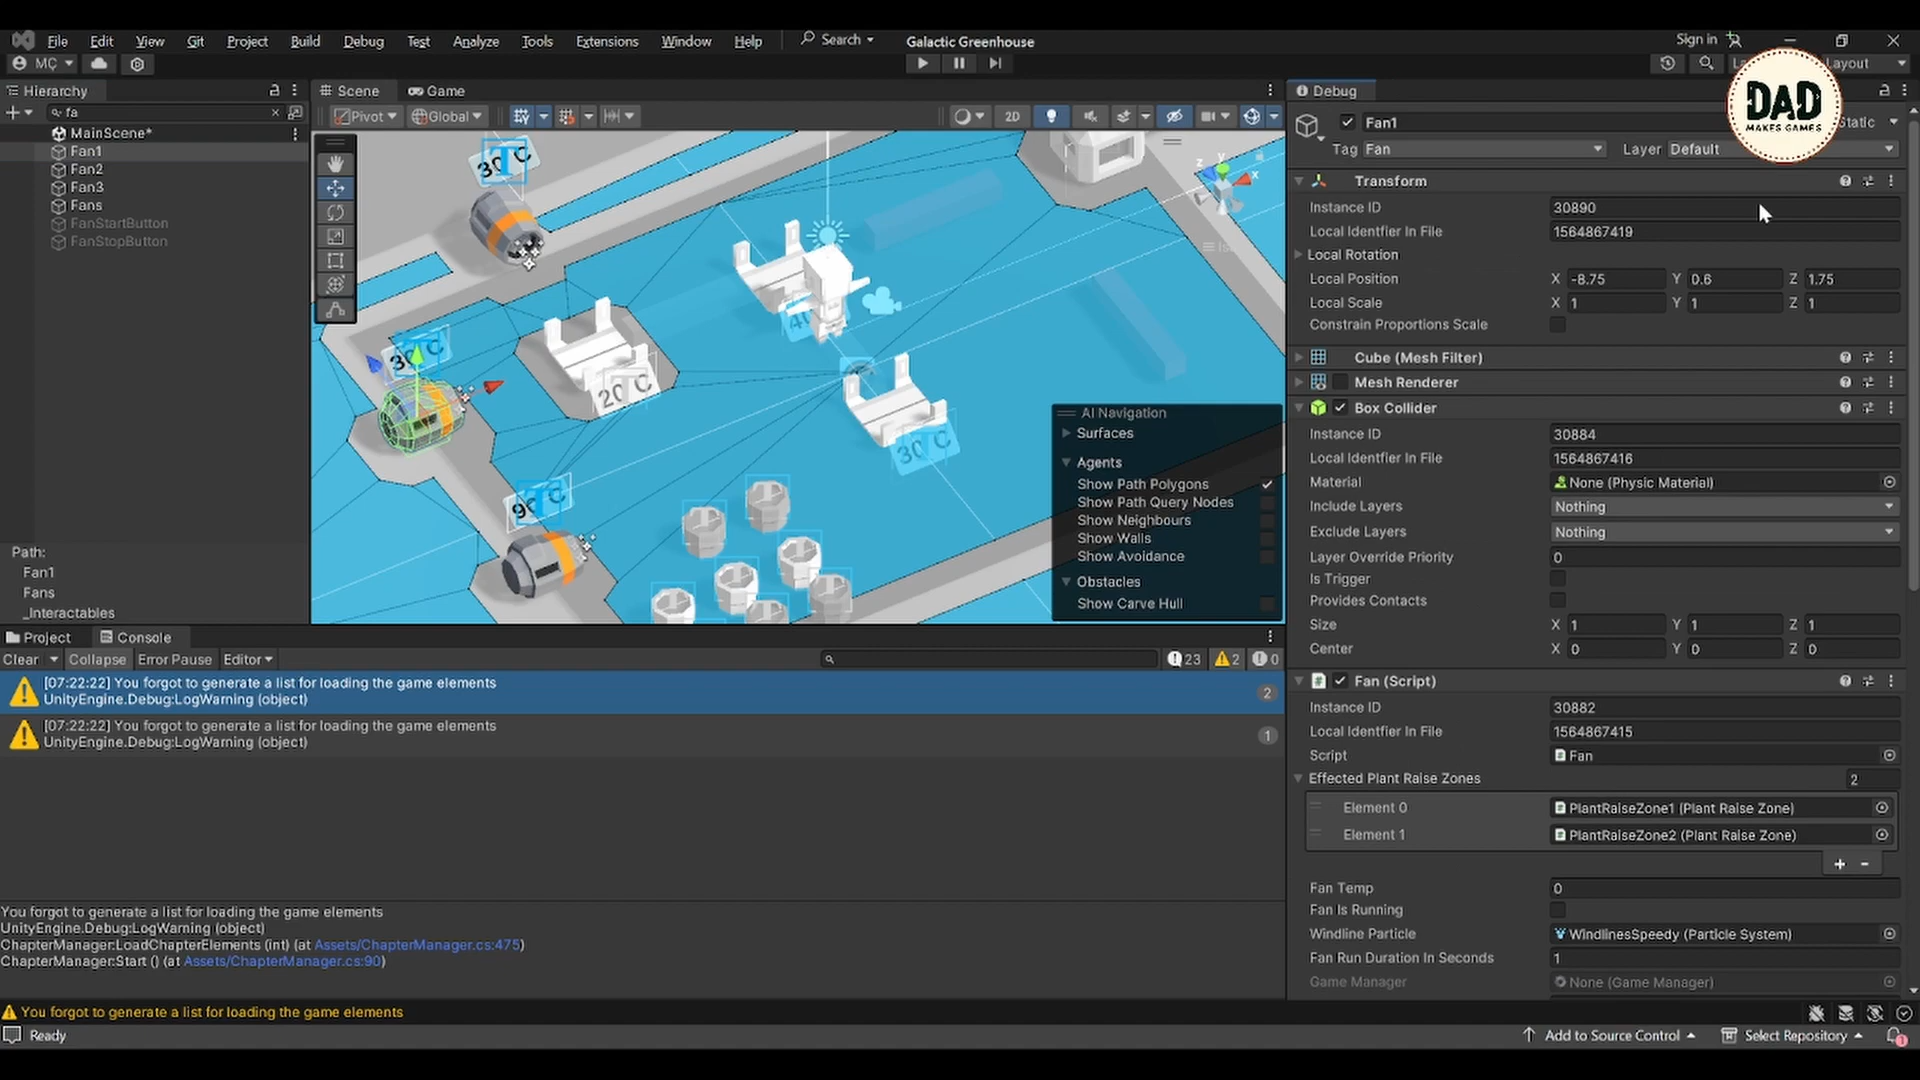 File Edit View Git Project Build Debug Test Analyze Tools Extensions Window Help Search Galactic Greenhouse Sign in
MÇ Layout
Hierarchy
fa
MainScene*
Fan1
Fan2
Fan3
Fans
FanStartButton
FanStopButton
Path:
Fan1
Fans
_Interactables
Scene Game
Pivot Global 2D
30 C
30 C
20 C
40
30 C
90 C
y
z x
AI Navigation
Surfaces
Agents
Show Path Polygons
Show Path Query Nodes
Show Neighbours
Show Walls
Show Avoidance
Obstacles
Show Carve Hull
Project Console
Clear Collapse Error Pause Editor 23 2 0
[07:22:22] You forgot to generate a list for loading the game elements
UnityEngine.Debug:LogWarning (object) 2
[07:22:22] You forgot to generate a list for loading the game elements
UnityEngine.Debug:LogWarning (object) 1
You forgot to generate a list for loading the game elements
UnityEngine.Debug:LogWarning (object)
ChapterManager:LoadChapterElements (int) (at Assets/ChapterManager.cs:475)
ChapterManager:Start () (at Assets/ChapterManager.cs:90)
You forgot to generate a list for loading the game elements
Ready Add to Source Control Select Repository 1
Debug
DAD
MAKES GAMES
Fan1 Static
Tag Fan Layer Default
Transform
Instance ID 30890
Local Identfier In File 1564867419
Local Rotation
Local Position X -8.75 Y 0.6 Z 1.75
Local Scale X 1 Y 1 Z 1
Constrain Proportions Scale
Cube (Mesh Filter)
Mesh Renderer
Box Collider
Instance ID 30884
Local Identfier In File 1564867416
Material None (Physic Material)
Include Layers Nothing
Exclude Layers Nothing
Layer Override Priority 0
Is Trigger
Provides Contacts
Size X 1 Y 1 Z 1
Center X 0 Y 0 Z 0
Fan (Script)
Instance ID 30882
Local Identfier In File 1564867415
Script Fan
Effected Plant Raise Zones 2
Element 0 PlantRaiseZone1 (Plant Raise Zone)
Element 1 PlantRaiseZone2 (Plant Raise Zone)
+ -
Fan Temp 0
Fan Is Running
Windline Particle WindlinesSpeedy (Particle System)
Fan Run Duration In Seconds 1
Game Manager None (Game Manager)